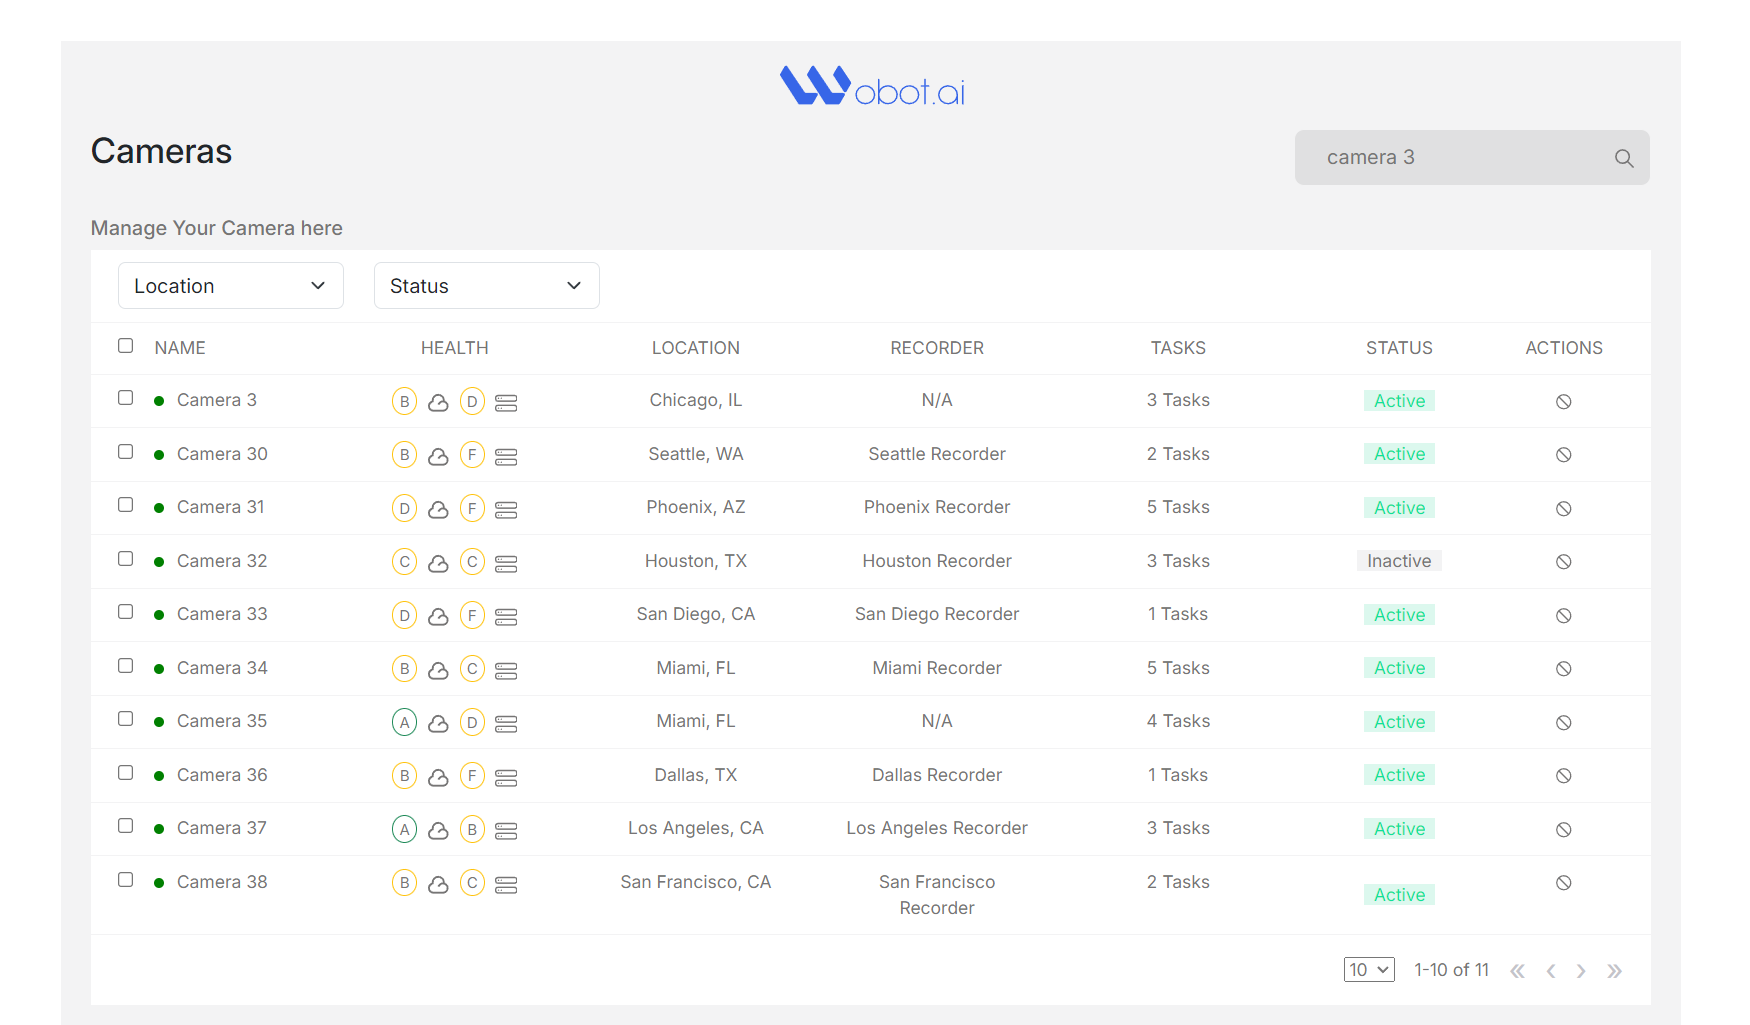 Wobot.ai
Cameras
camera 3
Manage Your Camera here
Location Status
NAME HEALTH LOCATION RECORDER TASKS STATUS ACTIONS
Camera 3 B D Chicago, IL N/A 3 Tasks Active
Camera 30 B F Seattle, WA Seattle Recorder 2 Tasks Active
Camera 31 D F Phoenix, AZ Phoenix Recorder 5 Tasks Active
Camera 32 C C Houston, TX Houston Recorder 3 Tasks Inactive
Camera 33 D F San Diego, CA San Diego Recorder 1 Tasks Active
Camera 34 B C Miami, FL Miami Recorder 5 Tasks Active
Camera 35 A D Miami, FL N/A 4 Tasks Active
Camera 36 B F Dallas, TX Dallas Recorder 1 Tasks Active
Camera 37 A B Los Angeles, CA Los Angeles Recorder 3 Tasks Active
Camera 38 B C San Francisco, CA San Francisco 2 Tasks Active
Recorder
10 1-10 of 11 « ‹ › »